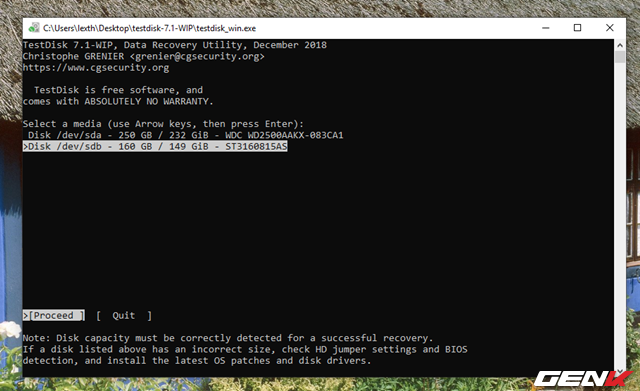 C:\Users\lexth\Desktop\testdisk-7.1-WIP\testdisk_win.exe
TestDisk 7.1-WIP, Data Recovery Utility, December 2018
Christophe GRENIER <grenier@cgsecurity.org>
https://www.cgsecurity.org
TestDisk is free software, and
comes with ABSOLUTELY NO WARRANTY.
Select a media (use Arrow keys, then press Enter):
Disk /dev/sda - 250 GB / 232 GiB - WDC WD2500AAKX-083CA1
>Disk /dev/sdb - 160 GB / 149 GiB - ST3160815AS
>[Proceed ]  [  Quit  ]
Note: Disk capacity must be correctly detected for a successful recovery.
If a disk listed above has an incorrect size, check HD jumper settings and BIOS
detection, and install the latest OS patches and disk drivers.
GENK